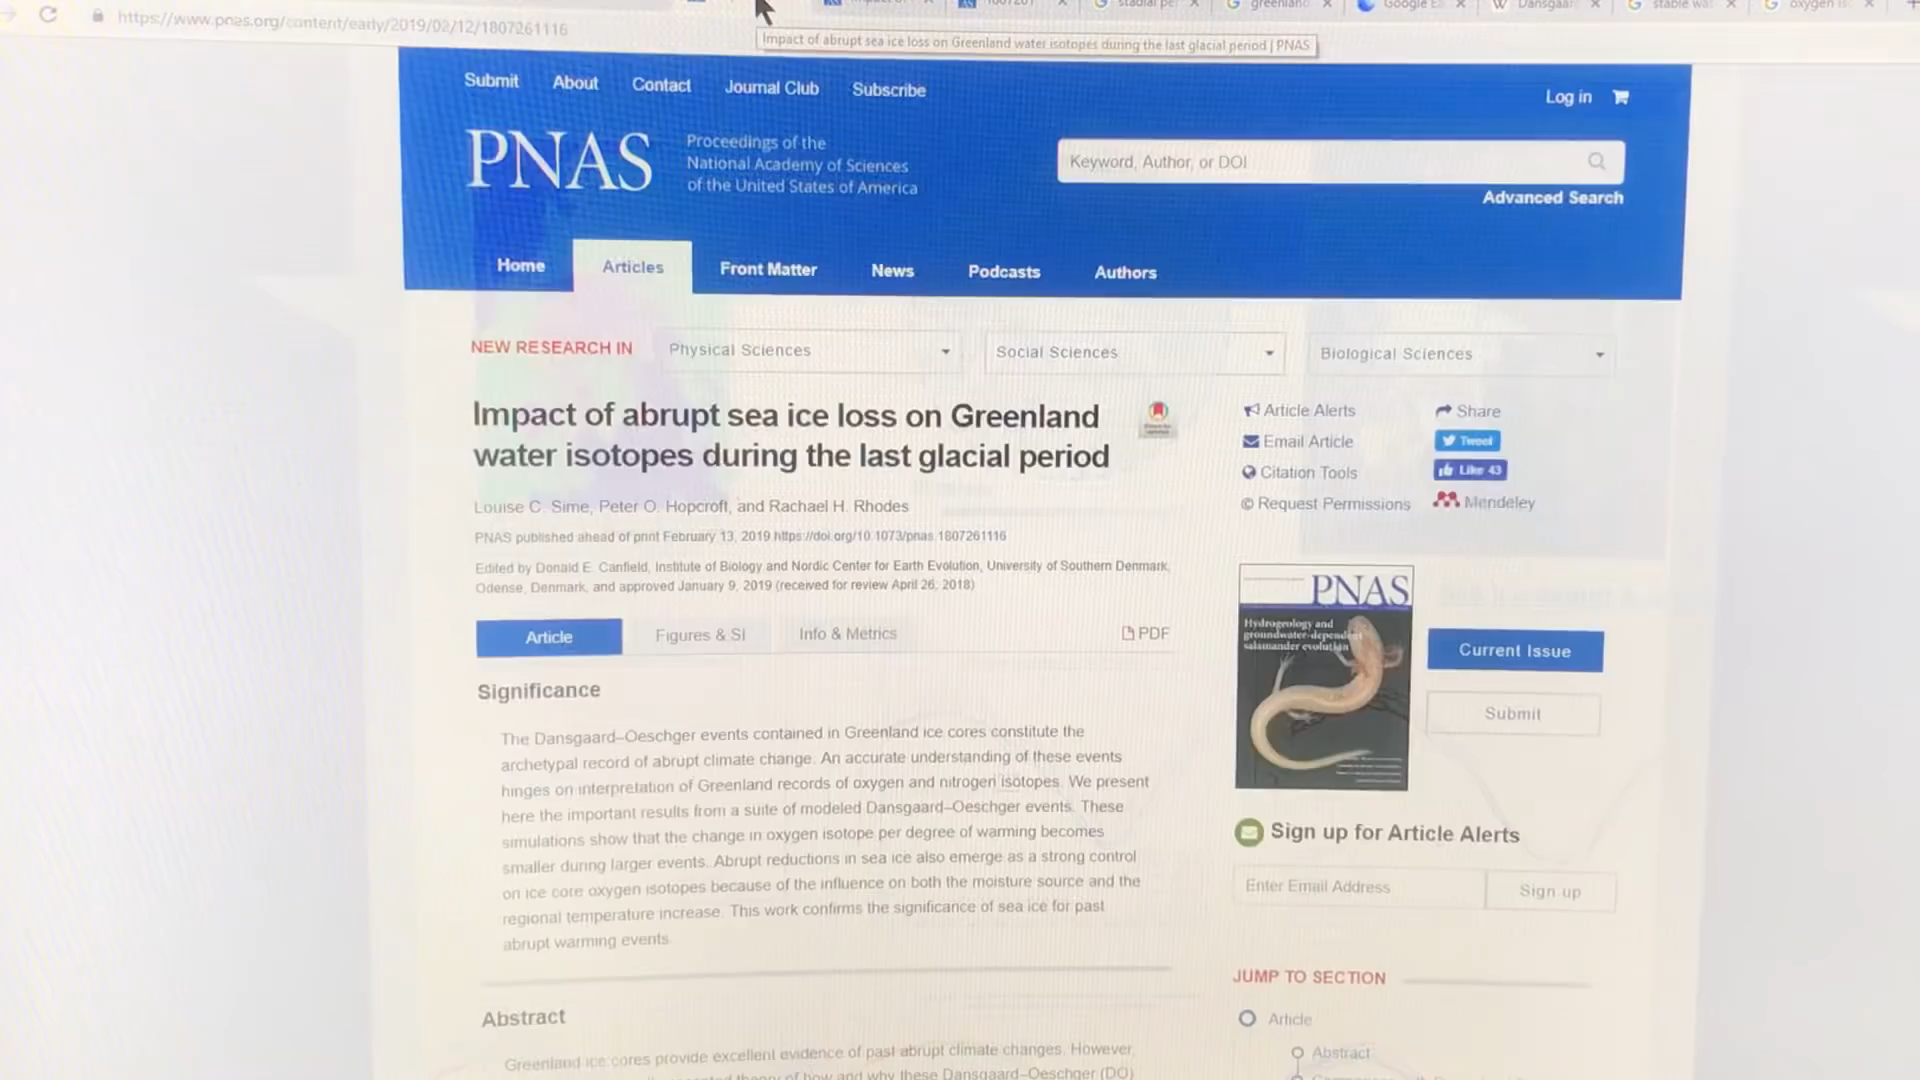 https://www.pnas.org/content/early/2019/02/12/1807261116
Impact of abrupt sea ice loss on Greenland water isotopes during the last glacial period | PNAS
Submit About Contact Journal Club Subscribe
Log in
PNAS
Proceedings of the
National Academy of Sciences
of the United States of America
Keyword, Author, or DOI
Advanced Search
Home Articles Front Matter News Podcasts Authors
NEW RESEARCH IN Physical Sciences Social Sciences Biological Sciences
Impact of abrupt sea ice loss on Greenland
water isotopes during the last glacial period
Louise C. Sime, Peter O. Hopcroft, and Rachael H. Rhodes
PNAS published ahead of print February 13, 2019 https://doi.org/10.1073/pnas.1807261116
Edited by Donald E. Canfield, Institute of Biology and Nordic Center for Earth Evolution, University of Southern Denmark,
Odense, Denmark, and approved January 9, 2019 (received for review April 26, 2018)
Article Figures & SI Info & Metrics PDF
Significance
The Dansgaard–Oeschger events contained in Greenland ice cores constitute the
archetypal record of abrupt climate change. An accurate understanding of these events
hinges on interpretation of Greenland records of oxygen and nitrogen isotopes. We present
here the important results from a suite of modeled Dansgaard–Oeschger events. These
simulations show that the change in oxygen isotope per degree of warming becomes
smaller during larger events. Abrupt reductions in sea ice also emerge as a strong control
on ice core oxygen isotopes because of the influence on both the moisture source and the
regional temperature increase. This work confirms the significance of sea ice for past
abrupt warming events.
Abstract
Greenland ice cores provide excellent evidence of past abrupt climate changes. However,
theory of how and why these Dansgaard–Oeschger (DO)
Article Alerts Share
Email Article Tweet
Citation Tools Like 43
© Request Permissions Mendeley
PNAS
Hydrogeology and
groundwater-dependent
salamander evolution
Current Issue
Submit
Sign up for Article Alerts
Enter Email Address Sign up
JUMP TO SECTION
Article
Abstract